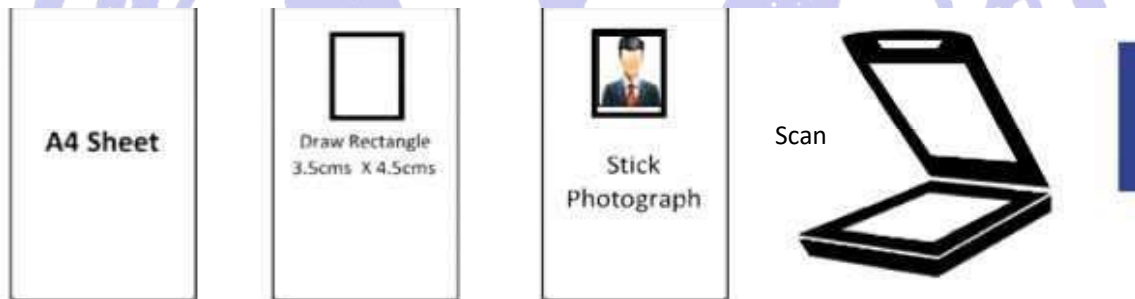 A4 Sheet
Draw Rectangle
3.5cms X 4.5cms
Stick
Photograph
Scan